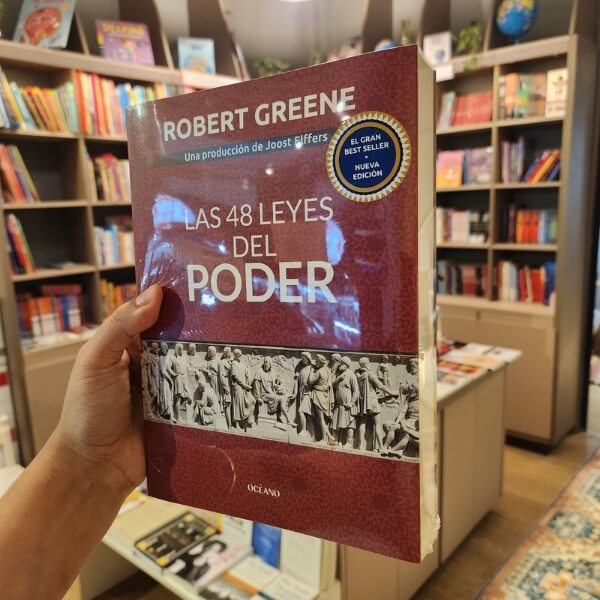 ROBERT GREENE
Una producción de Joost Elffers
EL GRAN
BEST SELLER
•
NUEVA
EDICIÓN
LAS 48 LEYES
DEL
PODER
OCÉANO